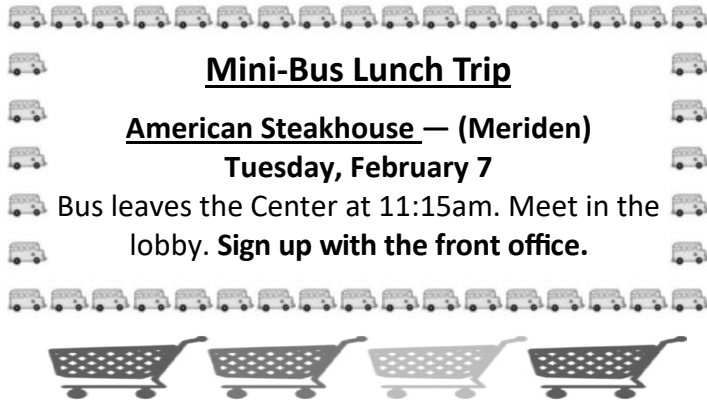 Mini-Bus Lunch Trip
American Steakhouse — (Meriden)
Tuesday, February 7
Bus leaves the Center at 11:15am. Meet in the
lobby. Sign up with the front office.